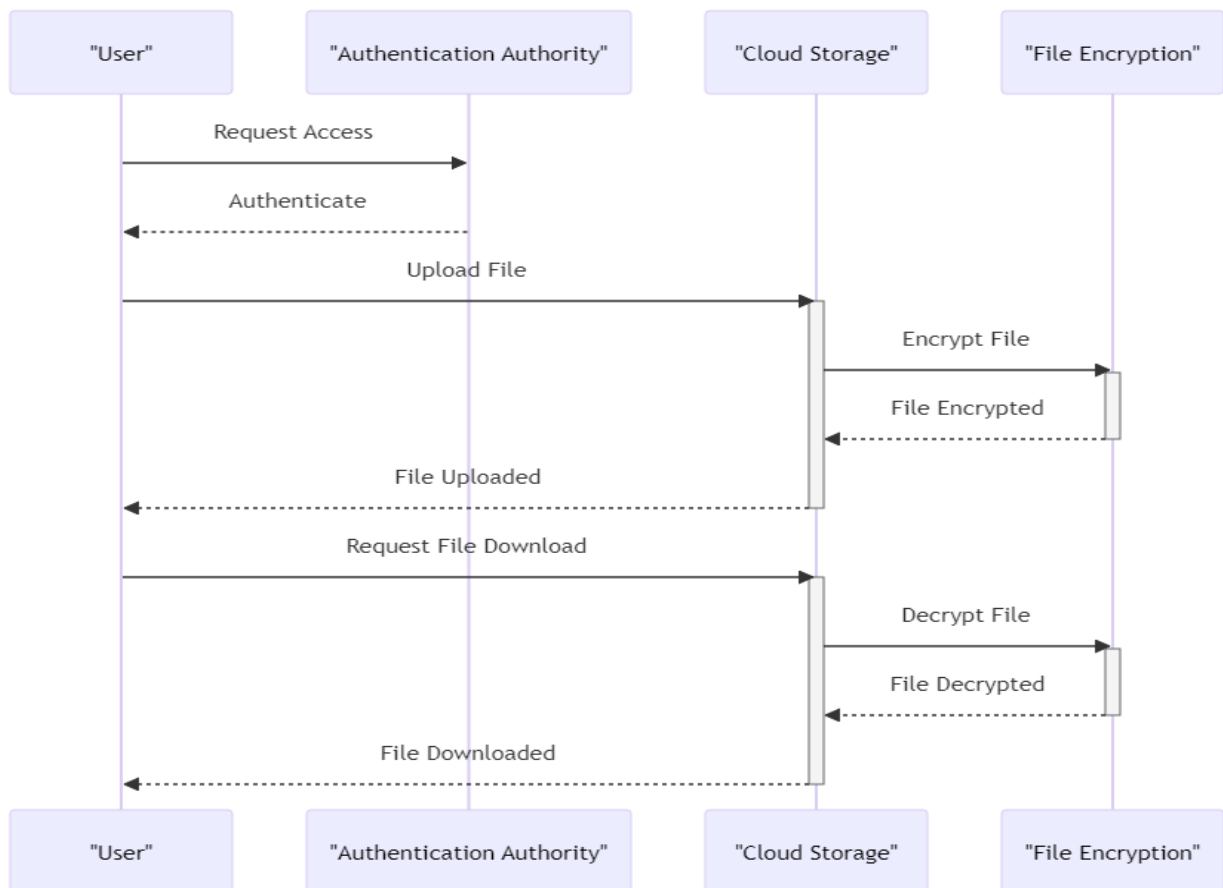 "User" "Authentication Authority" "Cloud Storage" "File Encryption"
Request Access
Authenticate
Upload File
Encrypt File
File Encrypted
File Uploaded
Request File Download
Decrypt File
File Decrypted
File Downloaded
"User" "Authentication Authority" "Cloud Storage" "File Encryption"